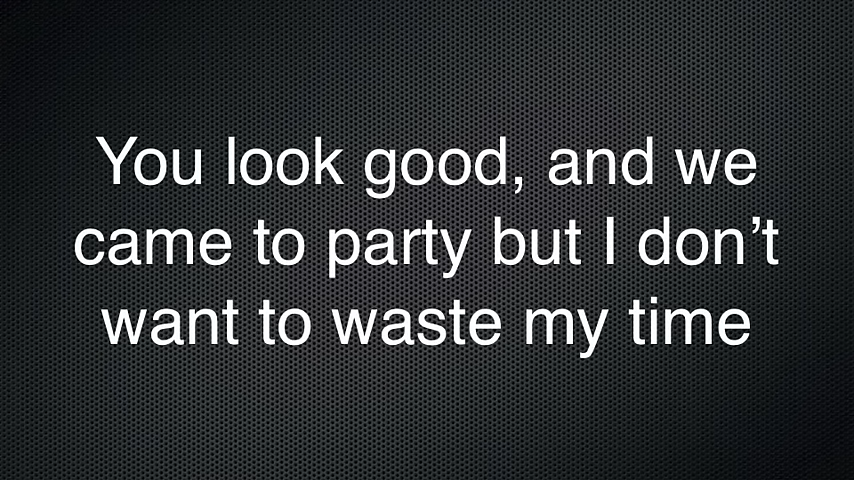 You look good, and we
came to party but I don’t
want to waste my time